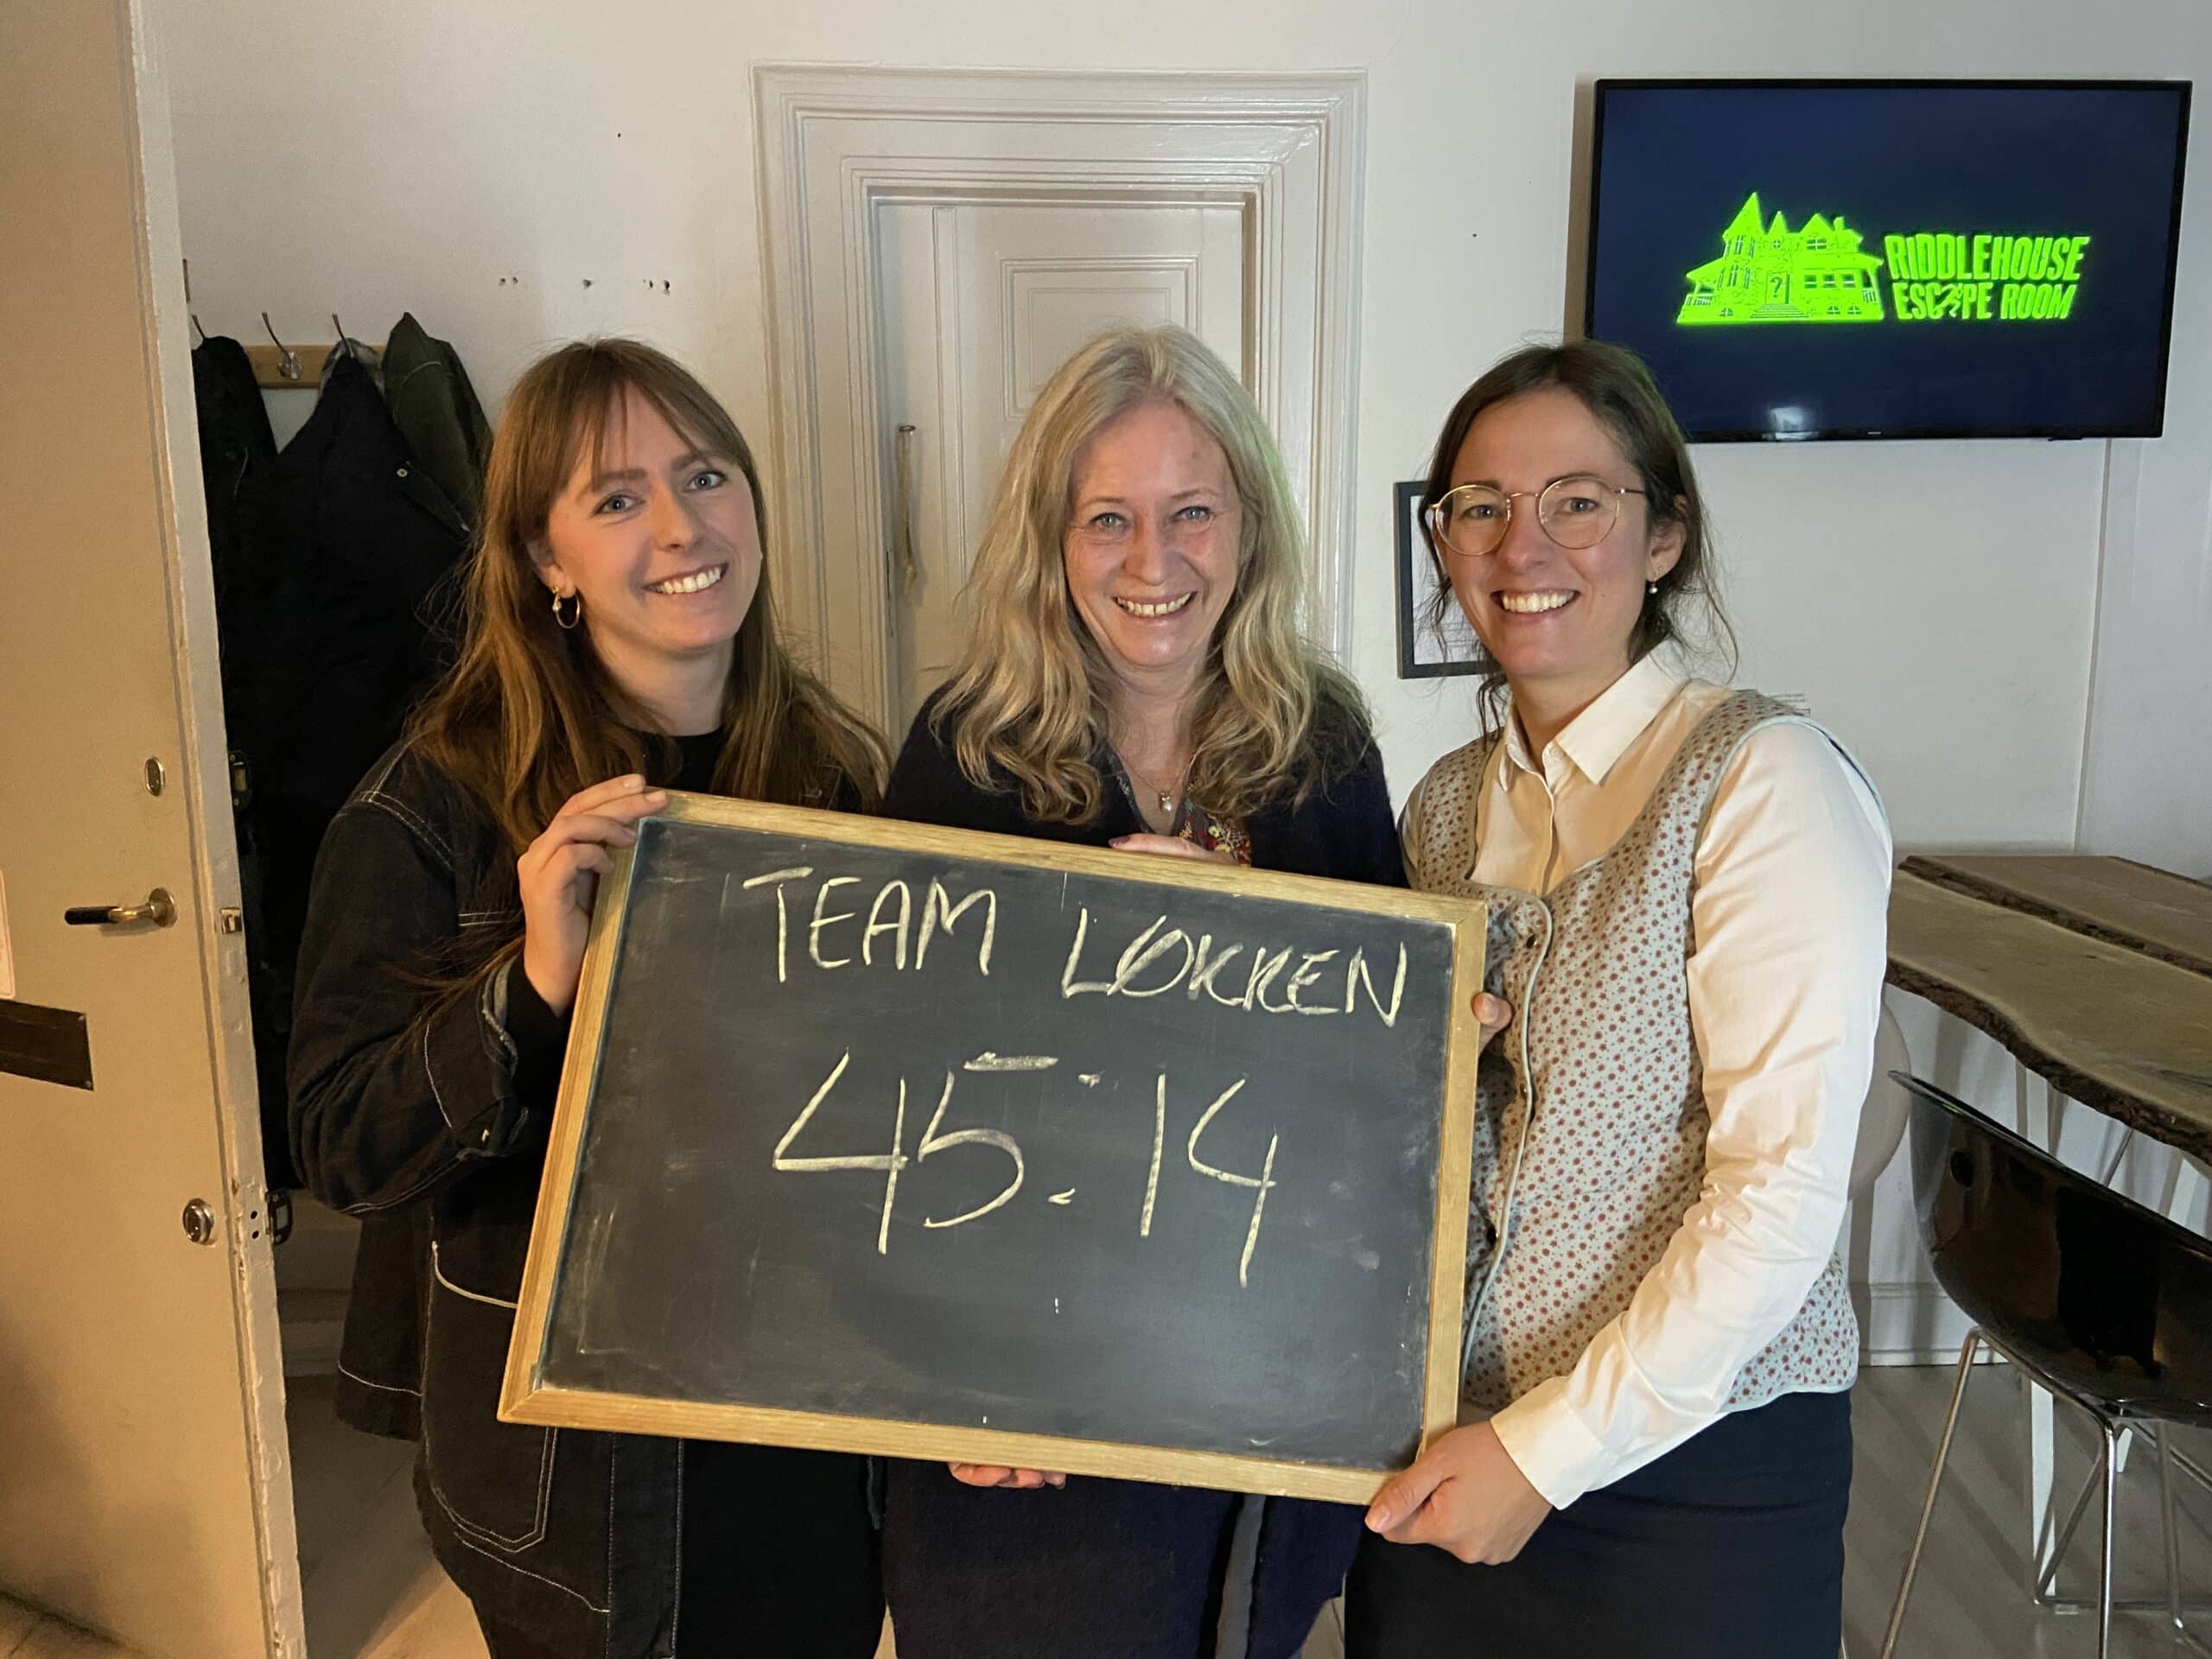 RIDDLEHOUSE
ESCAPE ROOM
TEAM LØKKEN
45:14